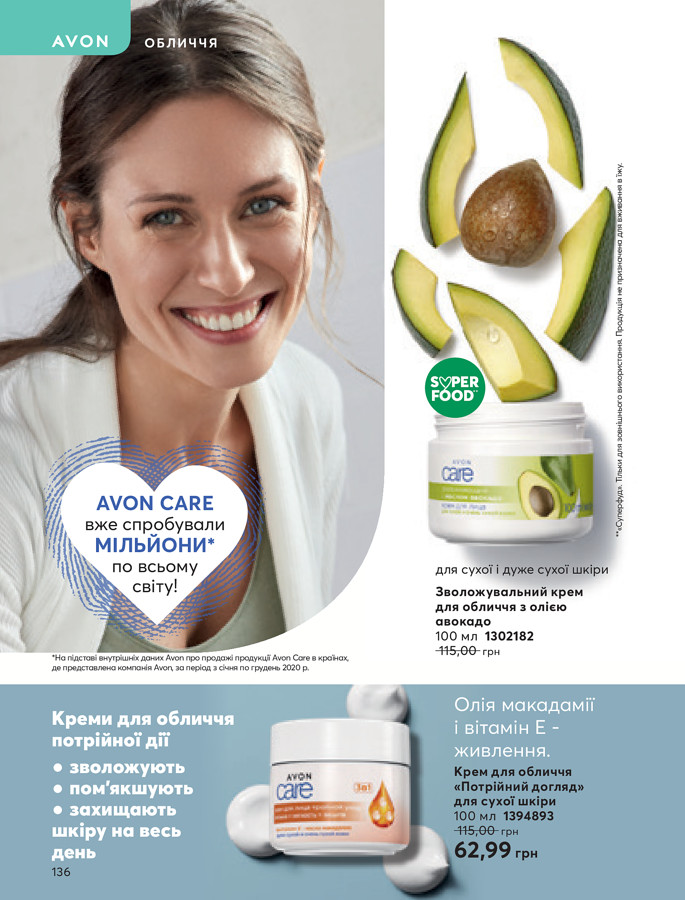 AVON
ОБЛИЧЧЯ
AVON CARE
вже спробували
МІЛЬЙОНИ*
по всьому
світу!
*На підставі внутрішніх даних Avon про продажі продукції Avon Care в країнах,
де представлена компанія Avon, за період з січня по грудень 2020 р.
SUPER
FOOD**
AVON
care
КРЕМ ДЛЯ ЛИЦА
**«Суперфуд». Тільки для зовнішнього використання. Продукція не призначена для вживання в їжу.
для сухої і дуже сухої шкіри
Зволожувальний крем
для обличчя з олією
авокадо
100 мл 1302182
115,00 грн
Креми для обличчя
потрійної дії
• зволожують
• пом'якшують
• захищають
шкіру на весь
день
136
AVON
care
3в1
Олія макадамії
і вітамін Е -
живлення.
Крем для обличчя
«Потрійний догляд»
для сухої шкіри
100 мл 1394893
115,00 грн
62,99 грн